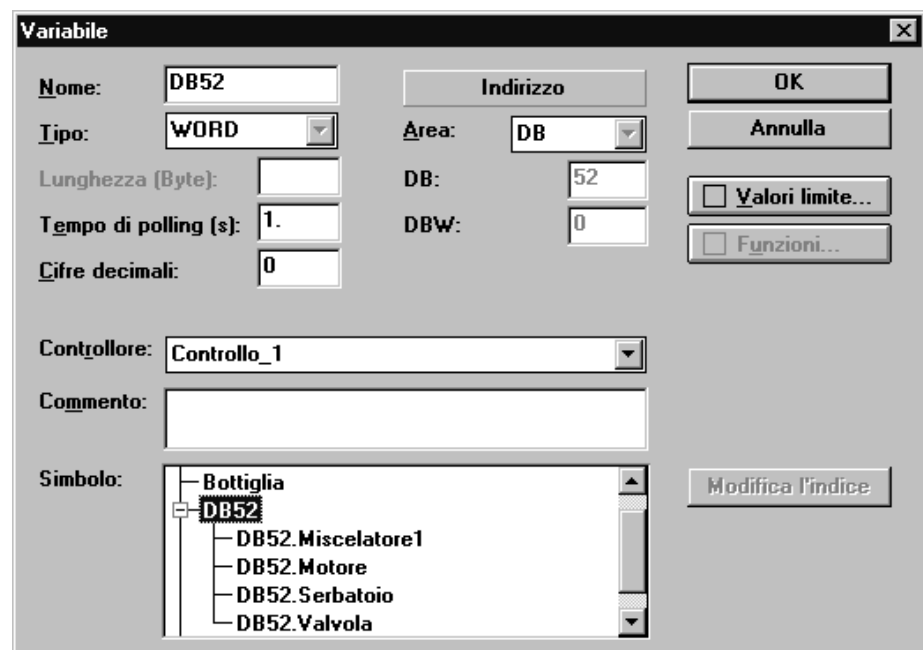 Variabile
Nome: DB52 Indirizzo OK
Tipo: WORD Area: DB Annulla
Lunghezza (Byte): DB: 52
Valori limite...
Tempo di polling (s): 1. DBW: 0
Funzioni...
Cifre decimali: 0
Controllore: Controllo_1
Commento:
Simbolo: Bottiglia Modifica l'indice
DB52
DB52.Miscelatore1
DB52.Motore
DB52.Serbatoio
DB52.Valvola